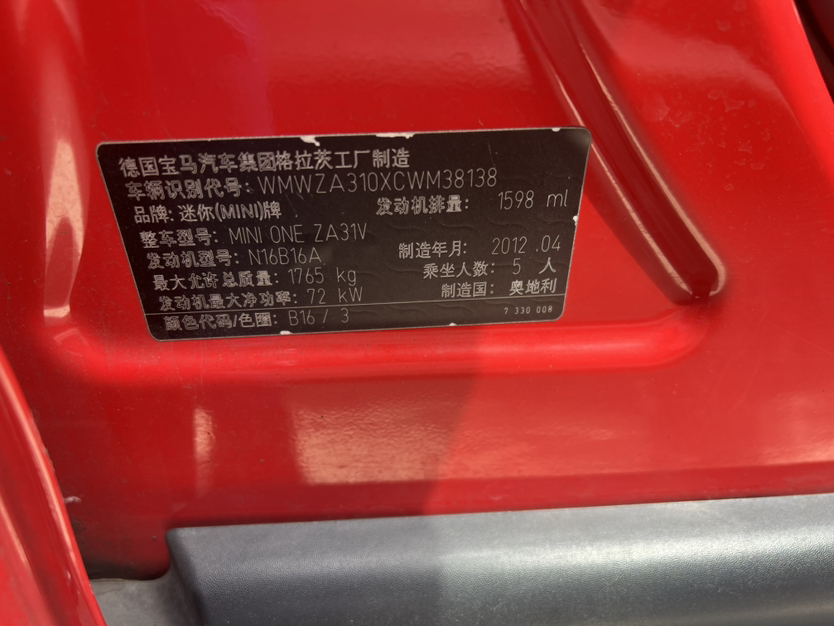 德国宝马汽车集团格拉茨工厂制造
车辆识别代号: WMWZA310XCWM38138
品牌: 迷你(MINI)牌 发动机排量: 1598 ml
整车型号: MINI ONE ZA31V
发动机型号: N16B16A 制造年月: 2012 .04
最大允许总质量: 1765 kg 乘坐人数: 5 人
发动机最大净功率: 72 kW 制造国: 奥地利
颜色代码/色圈: B16 / 3 7 330 008